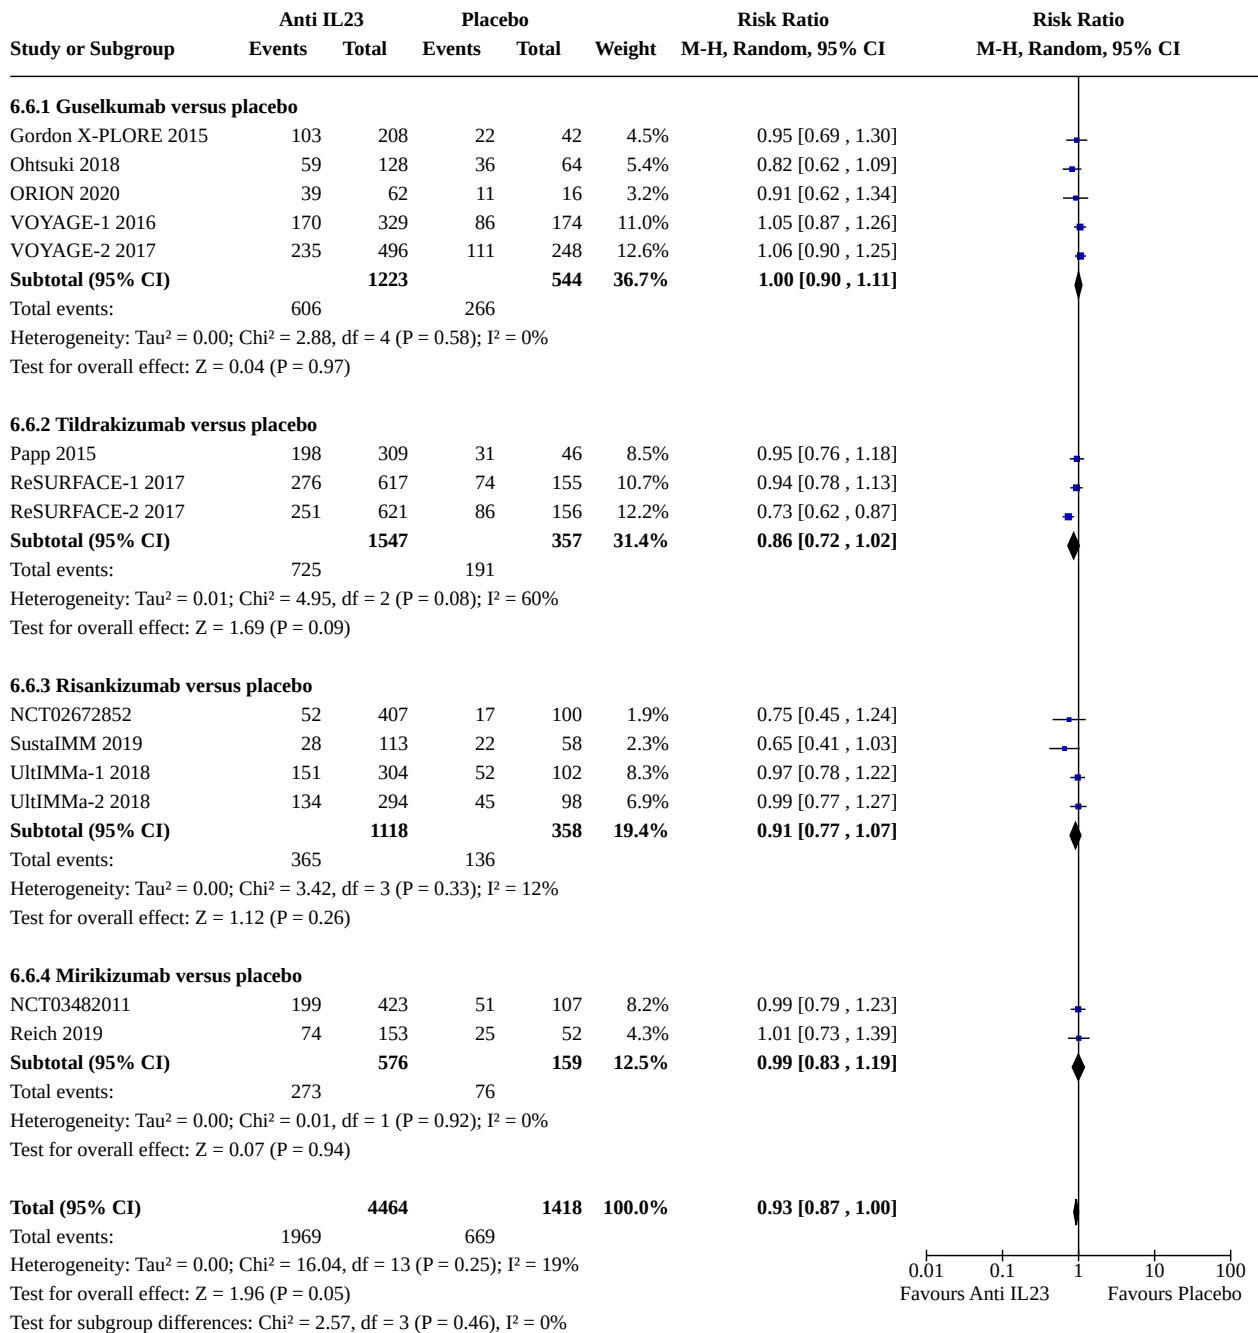 Anti IL23 Placebo Risk Ratio Risk Ratio
Study or Subgroup Events Total Events Total Weight M-H, Random, 95% CI M-H, Random, 95% CI
6.6.1 Guselkumab versus placebo
Gordon X-PLORE 2015 103 208 22 42 4.5% 0.95 [0.69 , 1.30]
Ohtsuki 2018 59 128 36 64 5.4% 0.82 [0.62 , 1.09]
ORION 2020 39 62 11 16 3.2% 0.91 [0.62 , 1.34]
VOYAGE-1 2016 170 329 86 174 11.0% 1.05 [0.87 , 1.26]
VOYAGE-2 2017 235 496 111 248 12.6% 1.06 [0.90 , 1.25]
Subtotal (95% CI) 1223 544 36.7% 1.00 [0.90 , 1.11]
Total events: 606 266
Heterogeneity: Tau² = 0.00; Chi² = 2.88, df = 4 (P = 0.58); I² = 0%
Test for overall effect: Z = 0.04 (P = 0.97)
6.6.2 Tildrakizumab versus placebo
Papp 2015 198 309 31 46 8.5% 0.95 [0.76 , 1.18]
ReSURFACE-1 2017 276 617 74 155 10.7% 0.94 [0.78 , 1.13]
ReSURFACE-2 2017 251 621 86 156 12.2% 0.73 [0.62 , 0.87]
Subtotal (95% CI) 1547 357 31.4% 0.86 [0.72 , 1.02]
Total events: 725 191
Heterogeneity: Tau² = 0.01; Chi² = 4.95, df = 2 (P = 0.08); I² = 60%
Test for overall effect: Z = 1.69 (P = 0.09)
6.6.3 Risankizumab versus placebo
NCT02672852 52 407 17 100 1.9% 0.75 [0.45 , 1.24]
SustaIMM 2019 28 113 22 58 2.3% 0.65 [0.41 , 1.03]
UltIMMa-1 2018 151 304 52 102 8.3% 0.97 [0.78 , 1.22]
UltIMMa-2 2018 134 294 45 98 6.9% 0.99 [0.77 , 1.27]
Subtotal (95% CI) 1118 358 19.4% 0.91 [0.77 , 1.07]
Total events: 365 136
Heterogeneity: Tau² = 0.00; Chi² = 3.42, df = 3 (P = 0.33); I² = 12%
Test for overall effect: Z = 1.12 (P = 0.26)
6.6.4 Mirikizumab versus placebo
NCT03482011 199 423 51 107 8.2% 0.99 [0.79 , 1.23]
Reich 2019 74 153 25 52 4.3% 1.01 [0.73 , 1.39]
Subtotal (95% CI) 576 159 12.5% 0.99 [0.83 , 1.19]
Total events: 273 76
Heterogeneity: Tau² = 0.00; Chi² = 0.01, df = 1 (P = 0.92); I² = 0%
Test for overall effect: Z = 0.07 (P = 0.94)
Total (95% CI) 4464 1418 100.0% 0.93 [0.87 , 1.00]
Total events: 1969 669
Heterogeneity: Tau² = 0.00; Chi² = 16.04, df = 13 (P = 0.25); I² = 19%
0.01 0.1 1 10 100
Test for overall effect: Z = 1.96 (P = 0.05) Favours Anti IL23 Favours Placebo
Test for subgroup differences: Chi² = 2.57, df = 3 (P = 0.46), I² = 0%